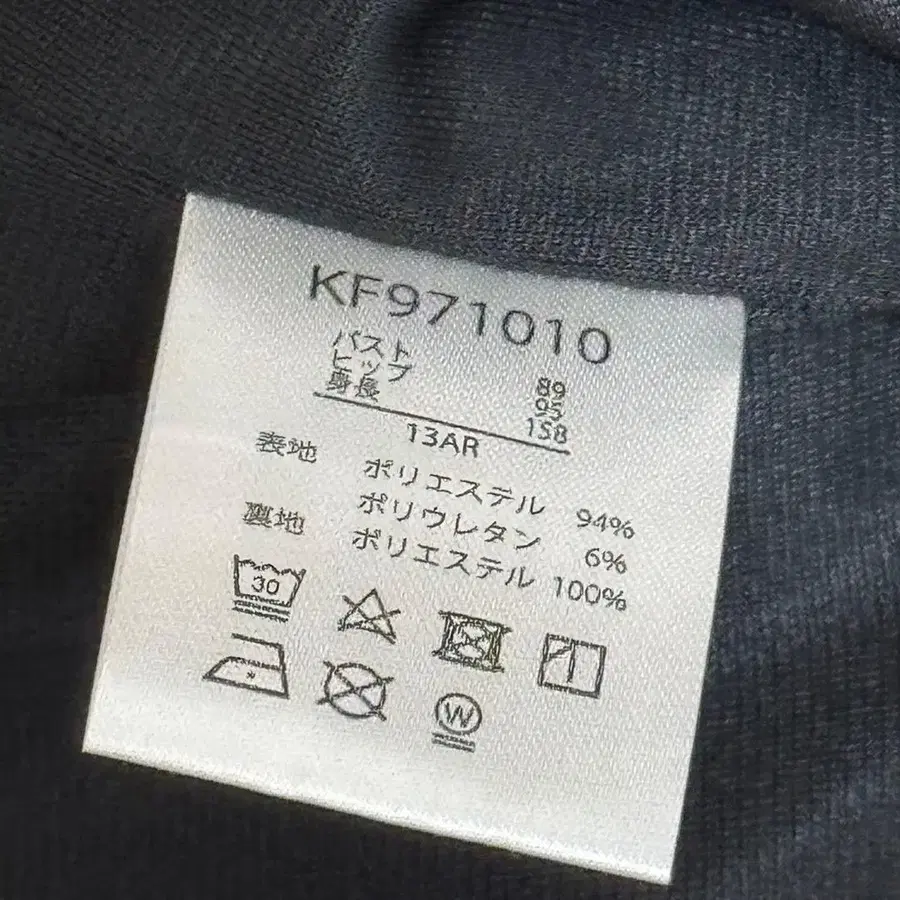 KF971010
バスト 89
ヒップ 95
身長 158
13AR
表地 ポリエステル 94%
ポリウレタン 6%
裏地 ポリエステル 100%
30
W